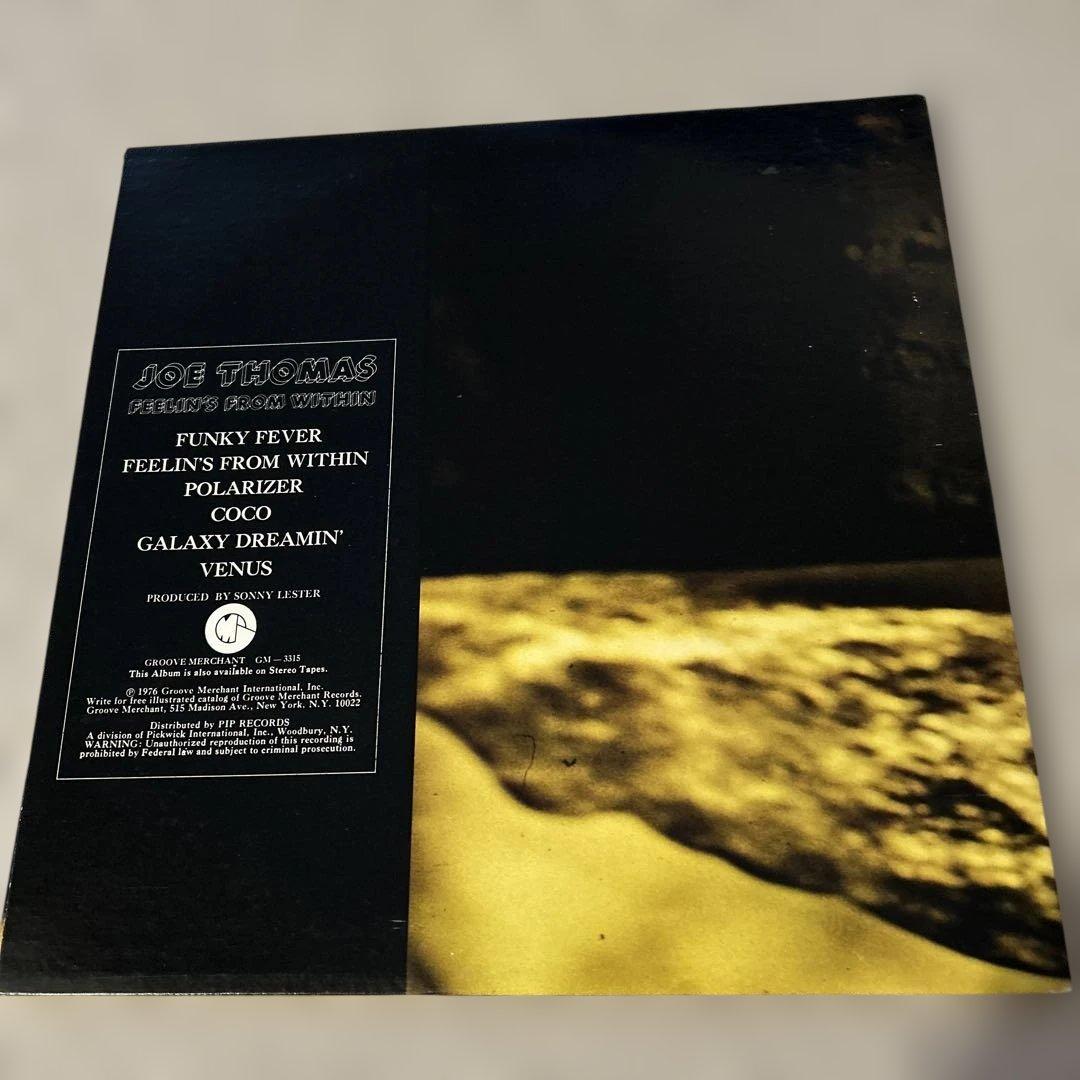 JOE THOMAS
FEELIN'S FROM WITHIN
FUNKY FEVER
FEELIN'S FROM WITHIN
POLARIZER
COCO
GALAXY DREAMIN'
VENUS
PRODUCED BY SONNY LESTER
GM
GROOVE MERCHANT GM – 3315
This Album is also available on Stereo Tapes.
℗ 1976 Groove Merchant International, Inc.
Write for free illustrated catalog of Groove Merchant Records.
Groove Merchant, 515 Madison Ave., New York, N.Y. 10022
Distributed by PIP RECORDS
A division of Pickwick International, Inc., Woodbury, N.Y.
WARNING: Unauthorized reproduction of this recording is
prohibited by Federal law and subject to criminal prosecution.